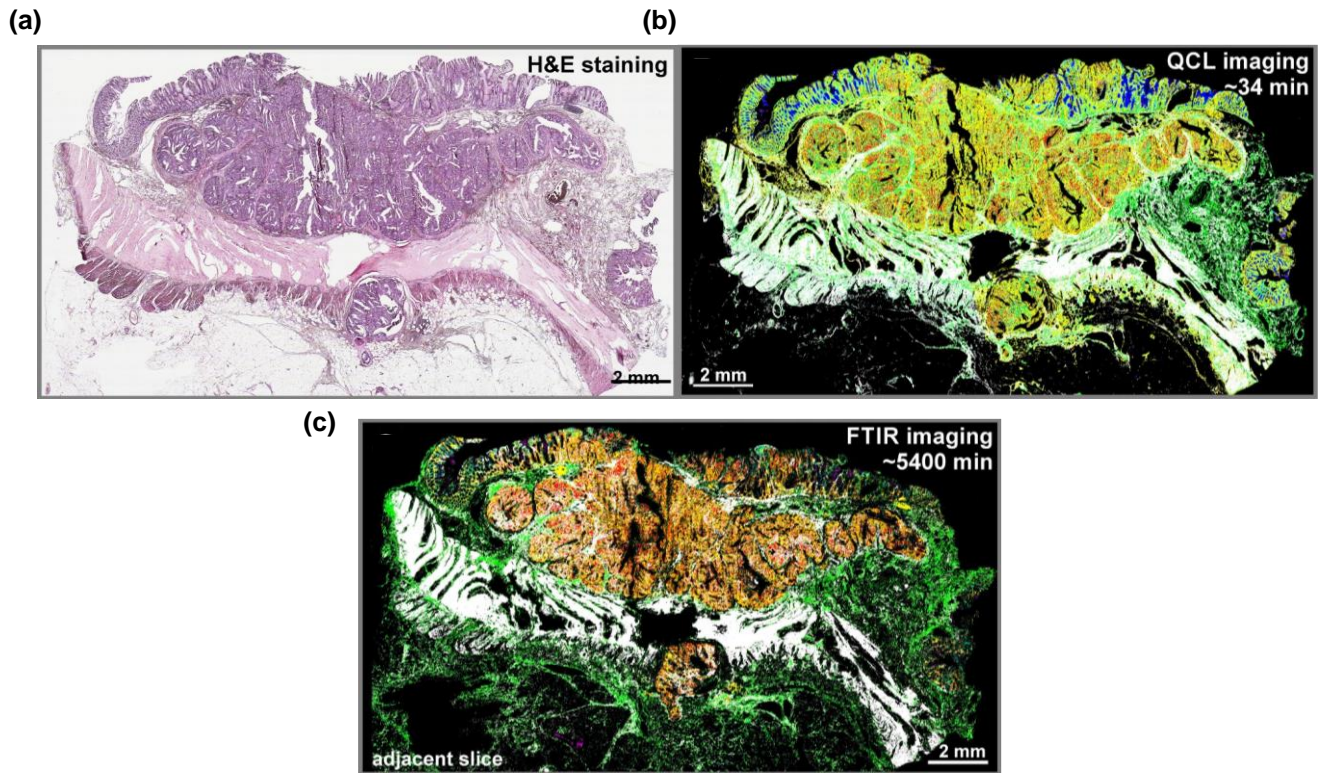 (a)
(b)
H&E staining
QCL imaging
~34 min
2 mm
2 mm
(c)
FTIR imaging
~5400 min
adjacent slice
2 mm